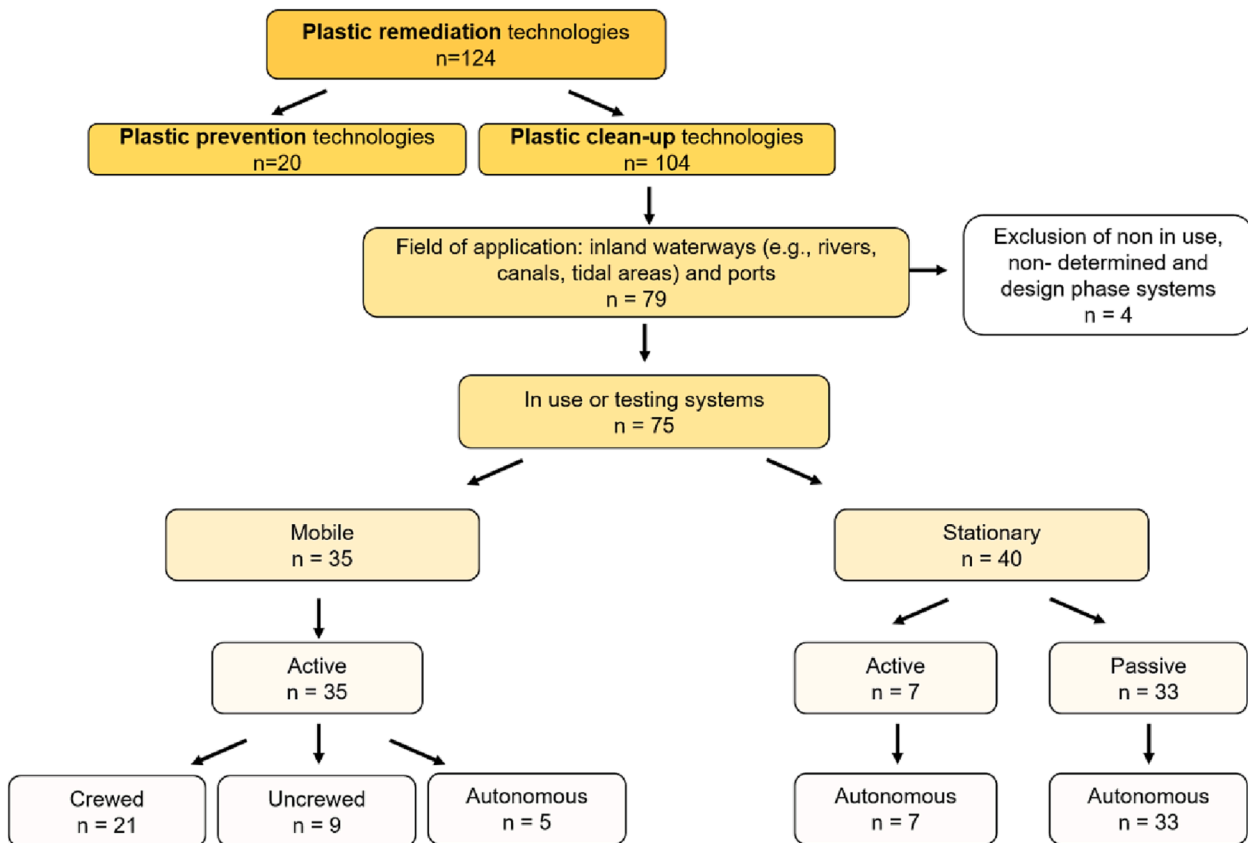 Plastic remediation technologies
n=124
Plastic prevention technologies
n=20
Plastic clean-up technologies
n= 104
Field of application: inland waterways (e.g., rivers,
canals, tidal areas) and ports
n = 79
Exclusion of non in use,
non- determined and
design phase systems
n = 4
In use or testing systems
n = 75
Mobile
n = 35
Stationary
n = 40
Active
n = 35
Active
n = 7
Passive
n = 33
Crewed
n = 21
Uncrewed
n = 9
Autonomous
n = 5
Autonomous
n = 7
Autonomous
n = 33